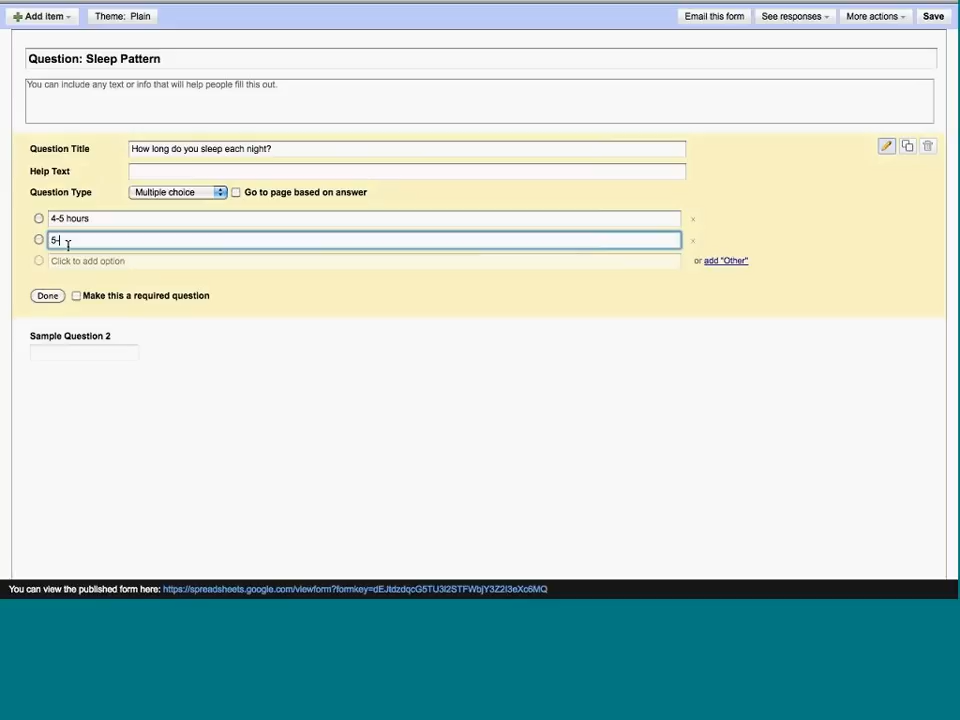 Add item
Theme: Plain
Email this form
See responses
More actions
Save
Question: Sleep Pattern
You can include any text or info that will help people fill this out.
Question Title
How long do you sleep each night?
Help Text
Question Type
Multiple choice
Go to page based on answer
4-5 hours
5-
Click to add option
or add "Other"
Done
Make this a required question
Sample Question 2
You can view the published form here: